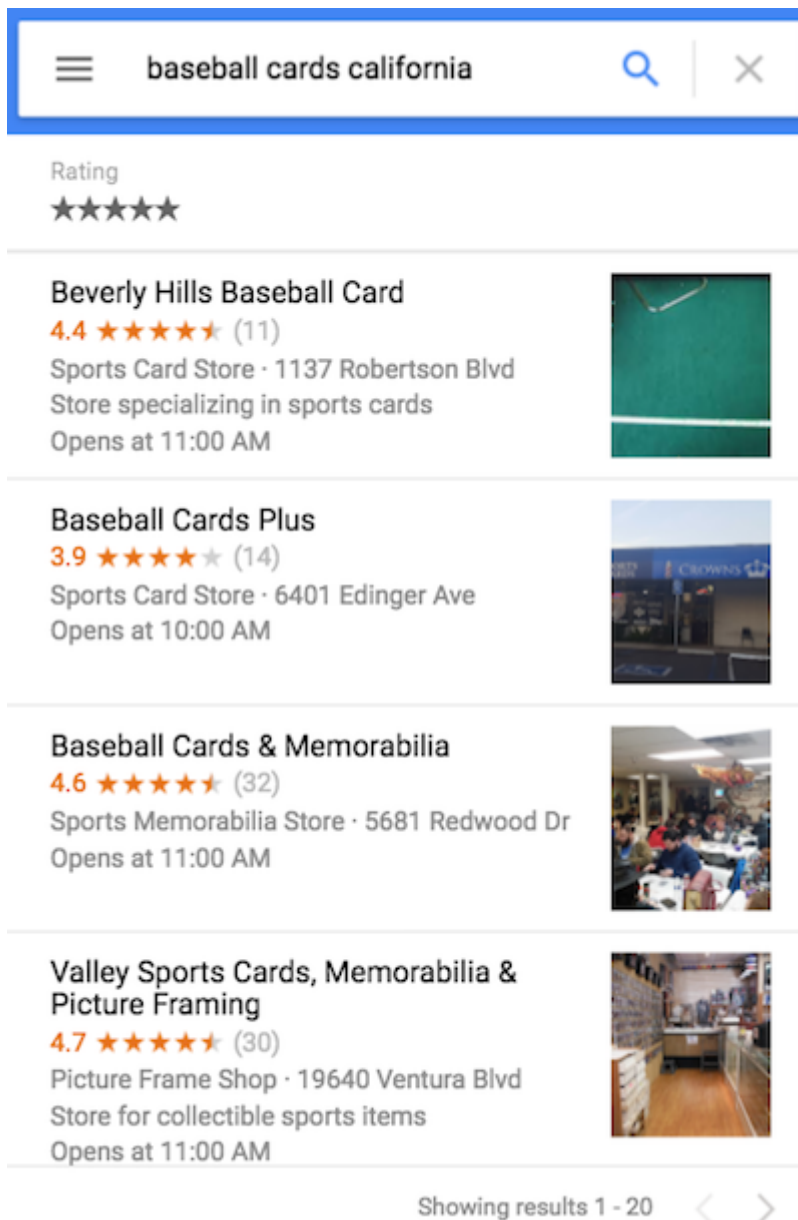 baseball cards california
Rating
Beverly Hills Baseball Card
4.4 (11)
Sports Card Store · 1137 Robertson Blvd
Store specializing in sports cards
Opens at 11:00 AM
Baseball Cards Plus
3.9 (14)
Sports Card Store · 6401 Edinger Ave
Opens at 10:00 AM
CROWNS
Baseball Cards & Memorabilia
4.6 (32)
Sports Memorabilia Store · 5681 Redwood Dr
Opens at 11:00 AM
Valley Sports Cards, Memorabilia &
Picture Framing
4.7 (30)
Picture Frame Shop · 19640 Ventura Blvd
Store for collectible sports items
Opens at 11:00 AM
Showing results 1 - 20